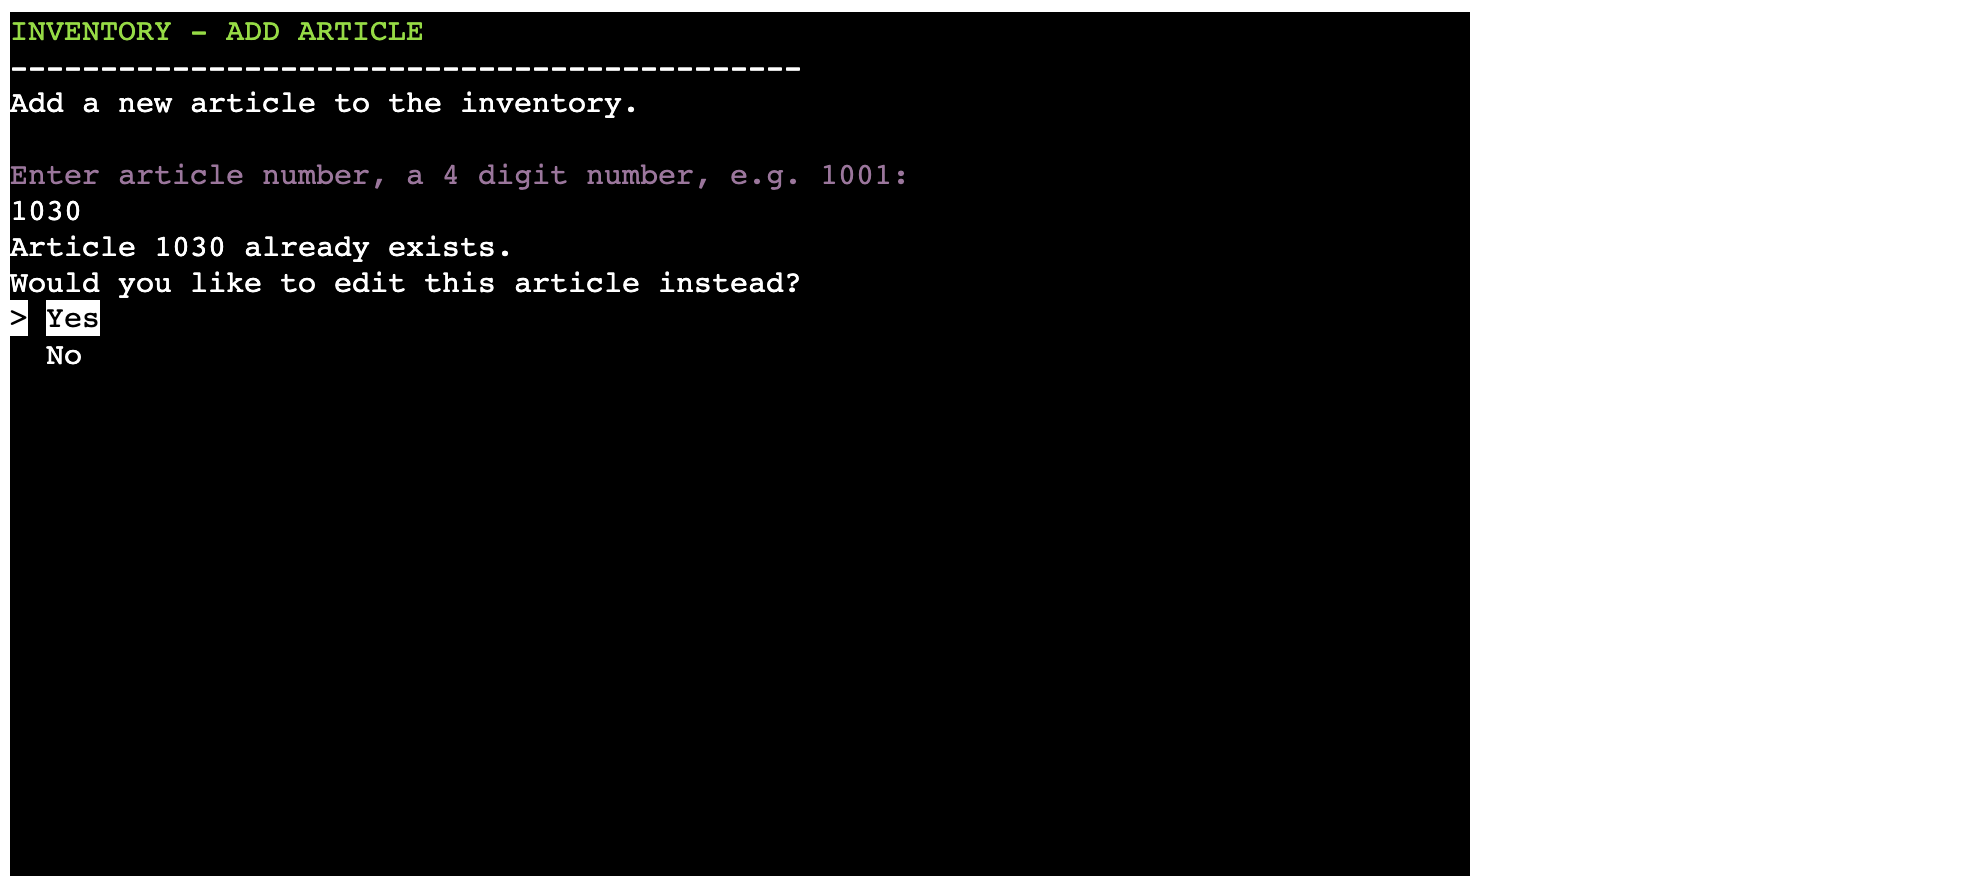 INVENTORY - ADD ARTICLE
--------------------------------------------
Add a new article to the inventory.
Enter article number, a 4 digit number, e.g. 1001:
1030
Article 1030 already exists.
Would you like to edit this article instead?
> Yes
No